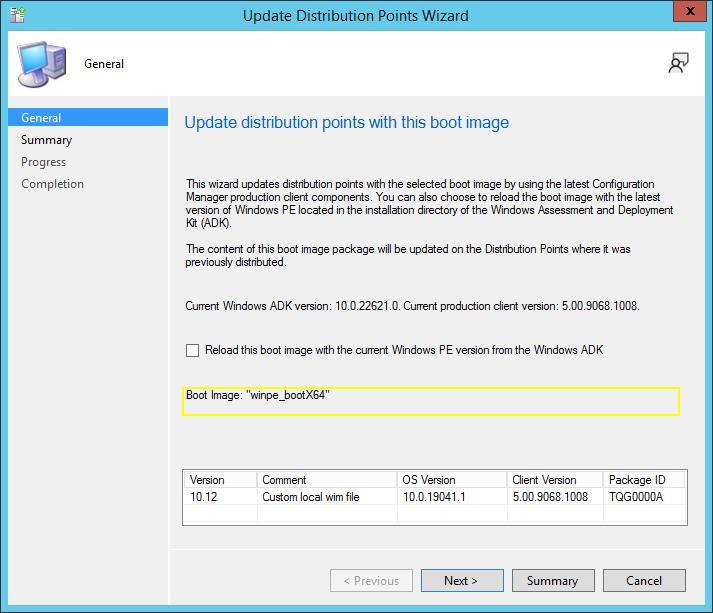 Update Distribution Points Wizard
x
General
General
Summary
Progress
Completion
Update distribution points with this boot image
This wizard updates distribution points with the selected boot image by using the latest Configuration
Manager production client components. You can also choose to reload the boot image with the latest
version of Windows PE located in the installation directory of the Windows Assessment and Deployment
Kit (ADK).
The content of this boot image package will be updated on the Distribution Points where it was
previously distributed.
Current Windows ADK version: 10.0.22621.0. Current production client version: 5.00.9068.1008.
Reload this boot image with the current Windows PE version from the Windows ADK
Boot Image: "winpe_bootX64"
Version Comment OS Version Client Version Package ID
10.12 Custom local wim file 10.0.19041.1 5.00.9068.1008 TQG0000A
< Previous Next > Summary Cancel